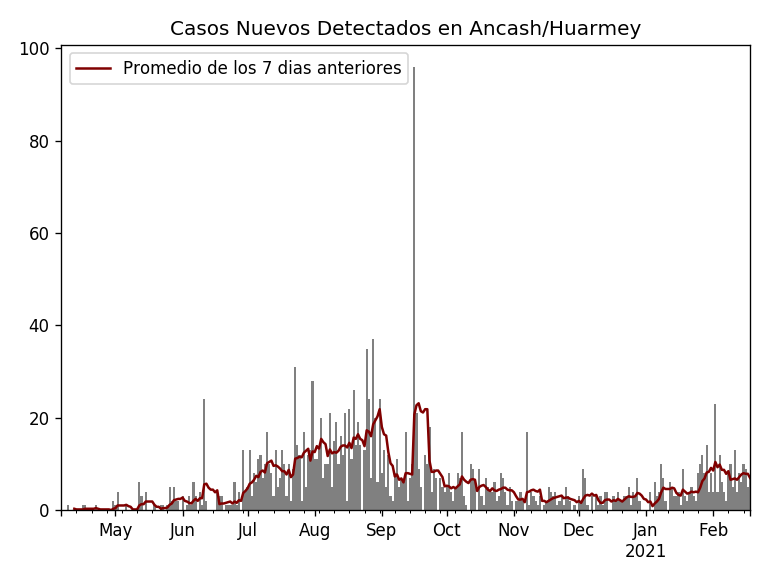 Casos Nuevos Detectados en Ancash/Huarmey
Promedio de los 7 dias anteriores
100
80
60
40
20
0
May Jun Jul Aug Sep Oct Nov Dec Jan Feb
2021